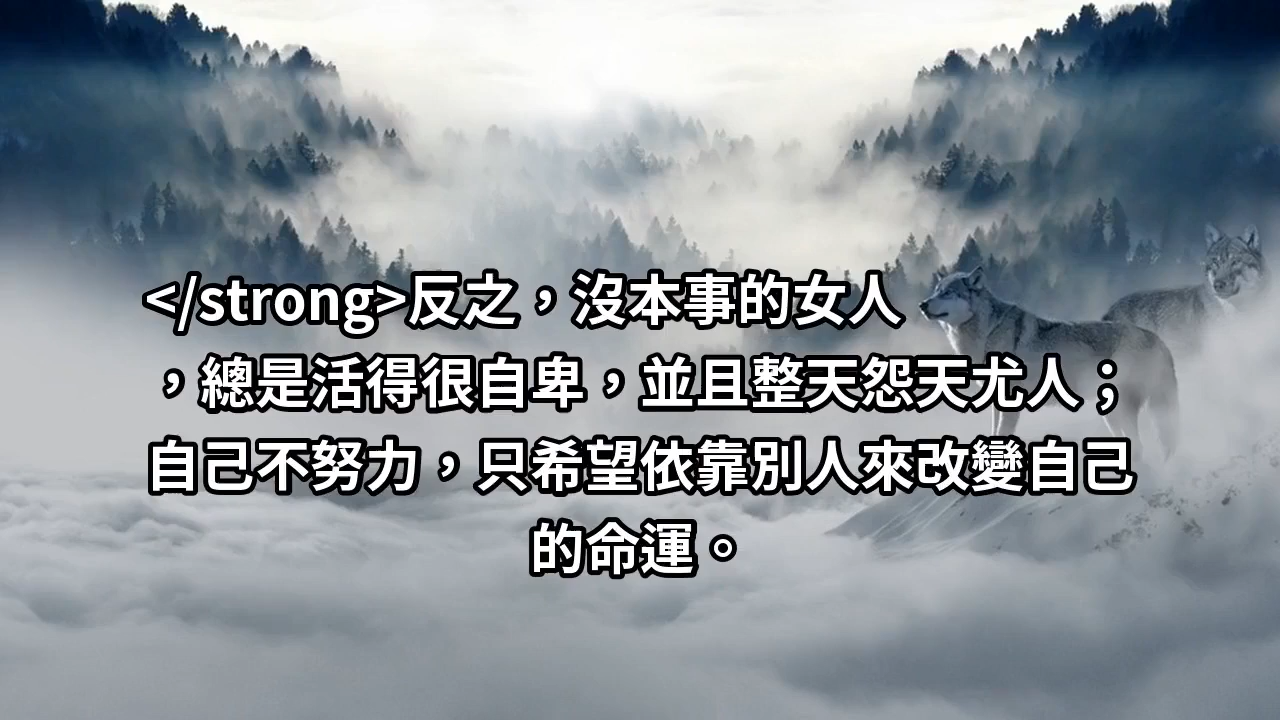 </strong>反之，沒本事的女人
，總是活得很自卑，並且整天怨天尤人；
自己不努力，只希望依靠別人來改變自己
的命運。